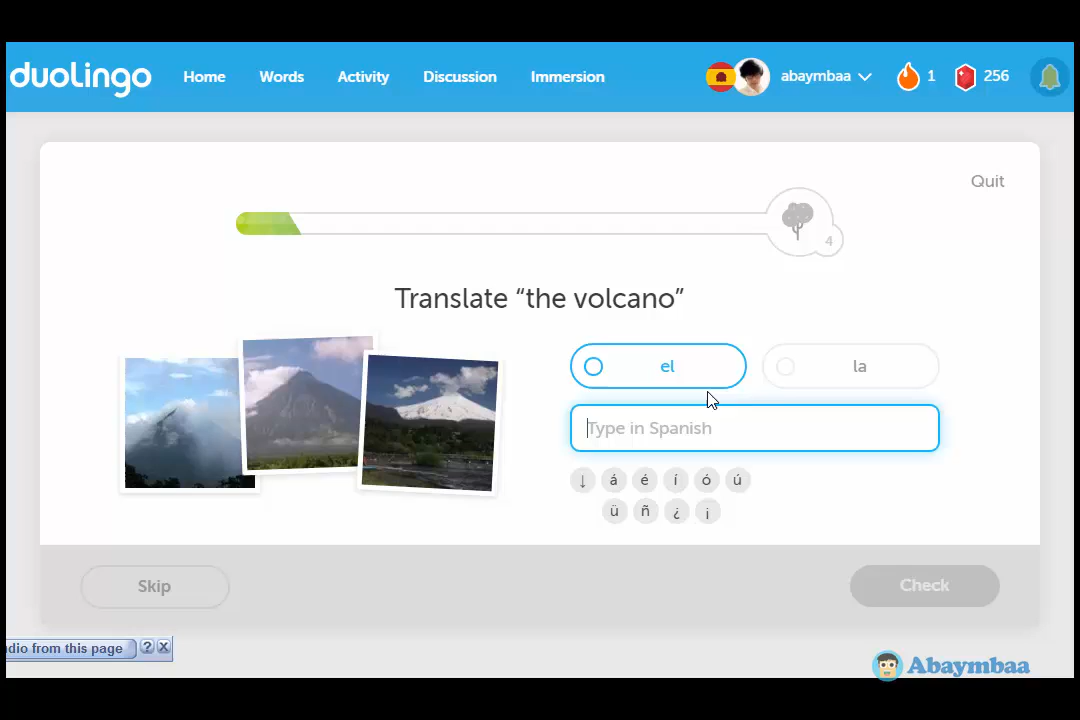 duolingo Home Words Activity Discussion Immersion abaymbaa 1 256
Quit
4
Translate “the volcano”
el la
Type in Spanish
↓ á é í ó ú
ü ñ ¿ ¡
Skip Check
dio from this page ? X
Abaymbaa